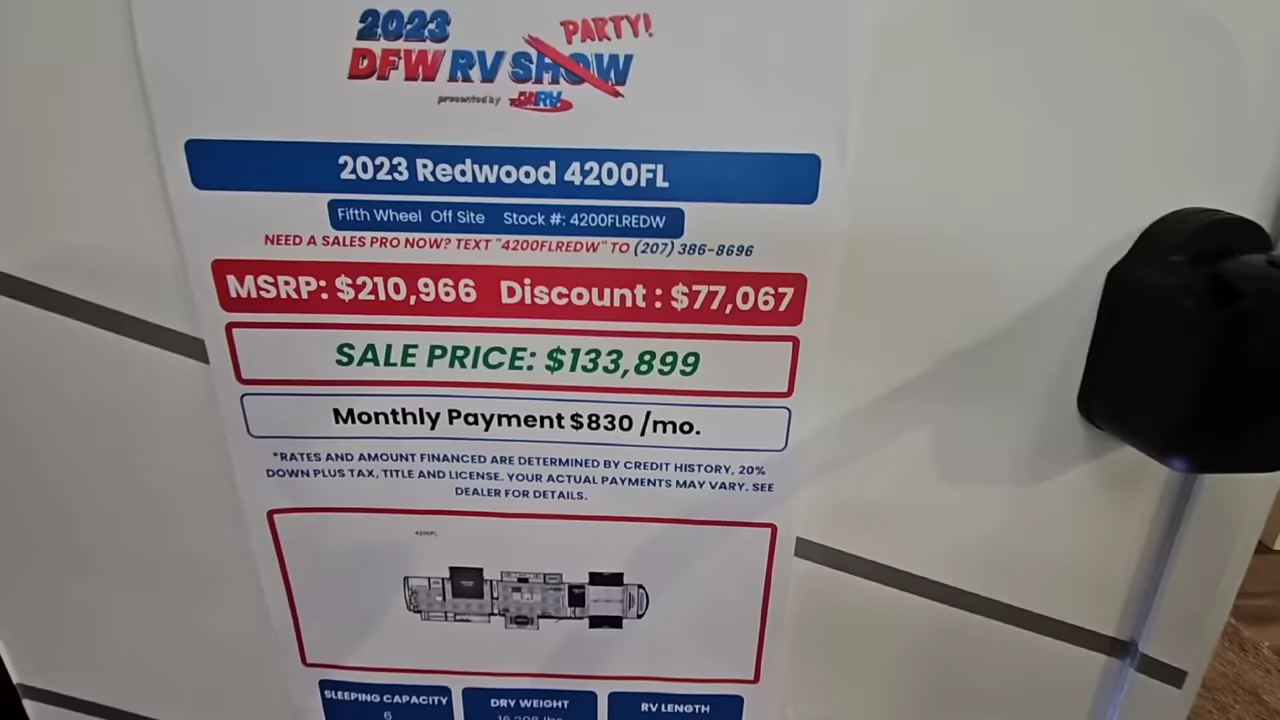 2023
PARTY!
DFW RV SHOW
presented by
2023 Redwood 4200FL
Fifth Wheel Off Site Stock #: 4200FLREDW
NEED A SALES PRO NOW? TEXT "4200FLREDW" TO (207) 386-8696
MSRP: $210,966 Discount : $77,067
SALE PRICE: $133,899
Monthly Payment $830 /mo.
*RATES AND AMOUNT FINANCED ARE DETERMINED BY CREDIT HISTORY, 20%
DOWN PLUS TAX, TITLE AND LICENSE. YOUR ACTUAL PAYMENTS MAY VARY. SEE
DEALER FOR DETAILS.
4200FL
SLEEPING CAPACITY
6
DRY WEIGHT
RV LENGTH